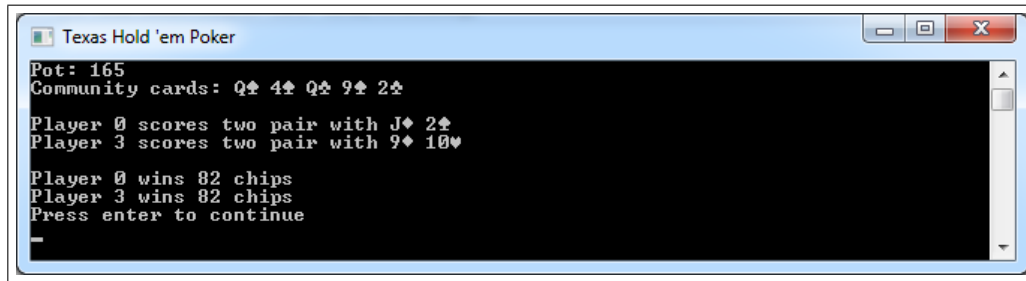 Texas Hold 'em Poker
Pot: 165
Community cards: Q♠ 4♠ Q♣ 9♠ 2♣
Player 0 scores two pair with J♦ 2♠
Player 3 scores two pair with 9♦ 10♥
Player 0 wins 82 chips
Player 3 wins 82 chips
Press enter to continue